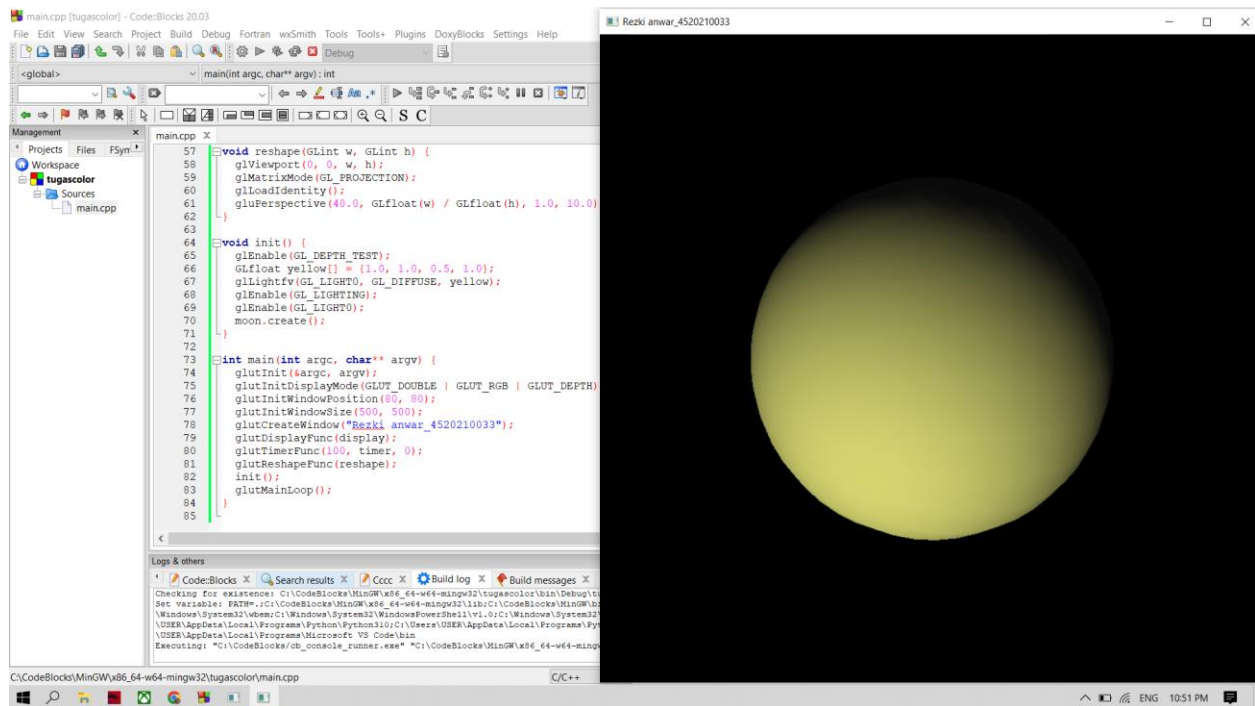 main.cpp [tugascolor] - Code::Blocks 20.03
File Edit View Search Project Build Debug Fortran wxSmith Tools Tools+ Plugins DoxyBlocks Settings Help
Debug
<global>
main(int argc, char** argv) : int
S C
Management
Projects Files FSym
Workspace
tugascolor
Sources
main.cpp
main.cpp X
57 void reshape(GLint w, GLint h) {
58 glViewport(0, 0, w, h);
59 glMatrixMode(GL_PROJECTION);
60 glLoadIdentity();
61 gluPerspective(40.0, GLfloat(w) / GLfloat(h), 1.0, 10.0)
62 }
63
64 void init() {
65 glEnable(GL_DEPTH_TEST);
66 GLfloat yellow[] = {1.0, 1.0, 0.5, 1.0};
67 glLightfv(GL_LIGHT0, GL_DIFFUSE, yellow);
68 glEnable(GL_LIGHTING);
69 glEnable(GL_LIGHT0);
70 moon.create();
71 }
72
73 int main(int argc, char** argv) {
74 glutInit(&argc, argv);
75 glutInitDisplayMode(GLUT_DOUBLE | GLUT_RGB | GLUT_DEPTH)
76 glutInitWindowPosition(80, 80);
77 glutInitWindowSize(500, 500);
78 glutCreateWindow("Rezki anwar_4520210033");
79 glutDisplayFunc(display);
80 glutTimerFunc(100, timer, 0);
81 glutReshapeFunc(reshape);
82 init();
83 glutMainLoop();
84 }
85
Logs & others
Code::Blocks X Search results X Cccc X Build log X Build messages X
Checking for existence: C:\CodeBlocks\MinGW\x86_64-w64-mingw32\tugascolor\bin\Debug\tu
Set variable: PATH=.;C:\CodeBlocks\MinGW\x86_64-w64-mingw32\lib;C:\CodeBlocks\MinGW\bi
\Windows\System32\wbem;C:\Windows\System32\WindowsPowerShell\v1.0;C:\Windows\System32\
\USER\AppData\Local\Programs\Python\Python310;C:\Users\USER\AppData\Local\Programs\Pyt
\USER\AppData\Local\Programs\Microsoft VS Code\bin
Executing: "C:\CodeBlocks/cb_console_runner.exe" "C:\CodeBlocks\MinGW\x86_64-w64-mingw
C:\CodeBlocks\MinGW\x86_64-w64-mingw32\tugascolor\main.cpp
C/C++
Rezki anwar_4520210033
ENG 10:51 PM